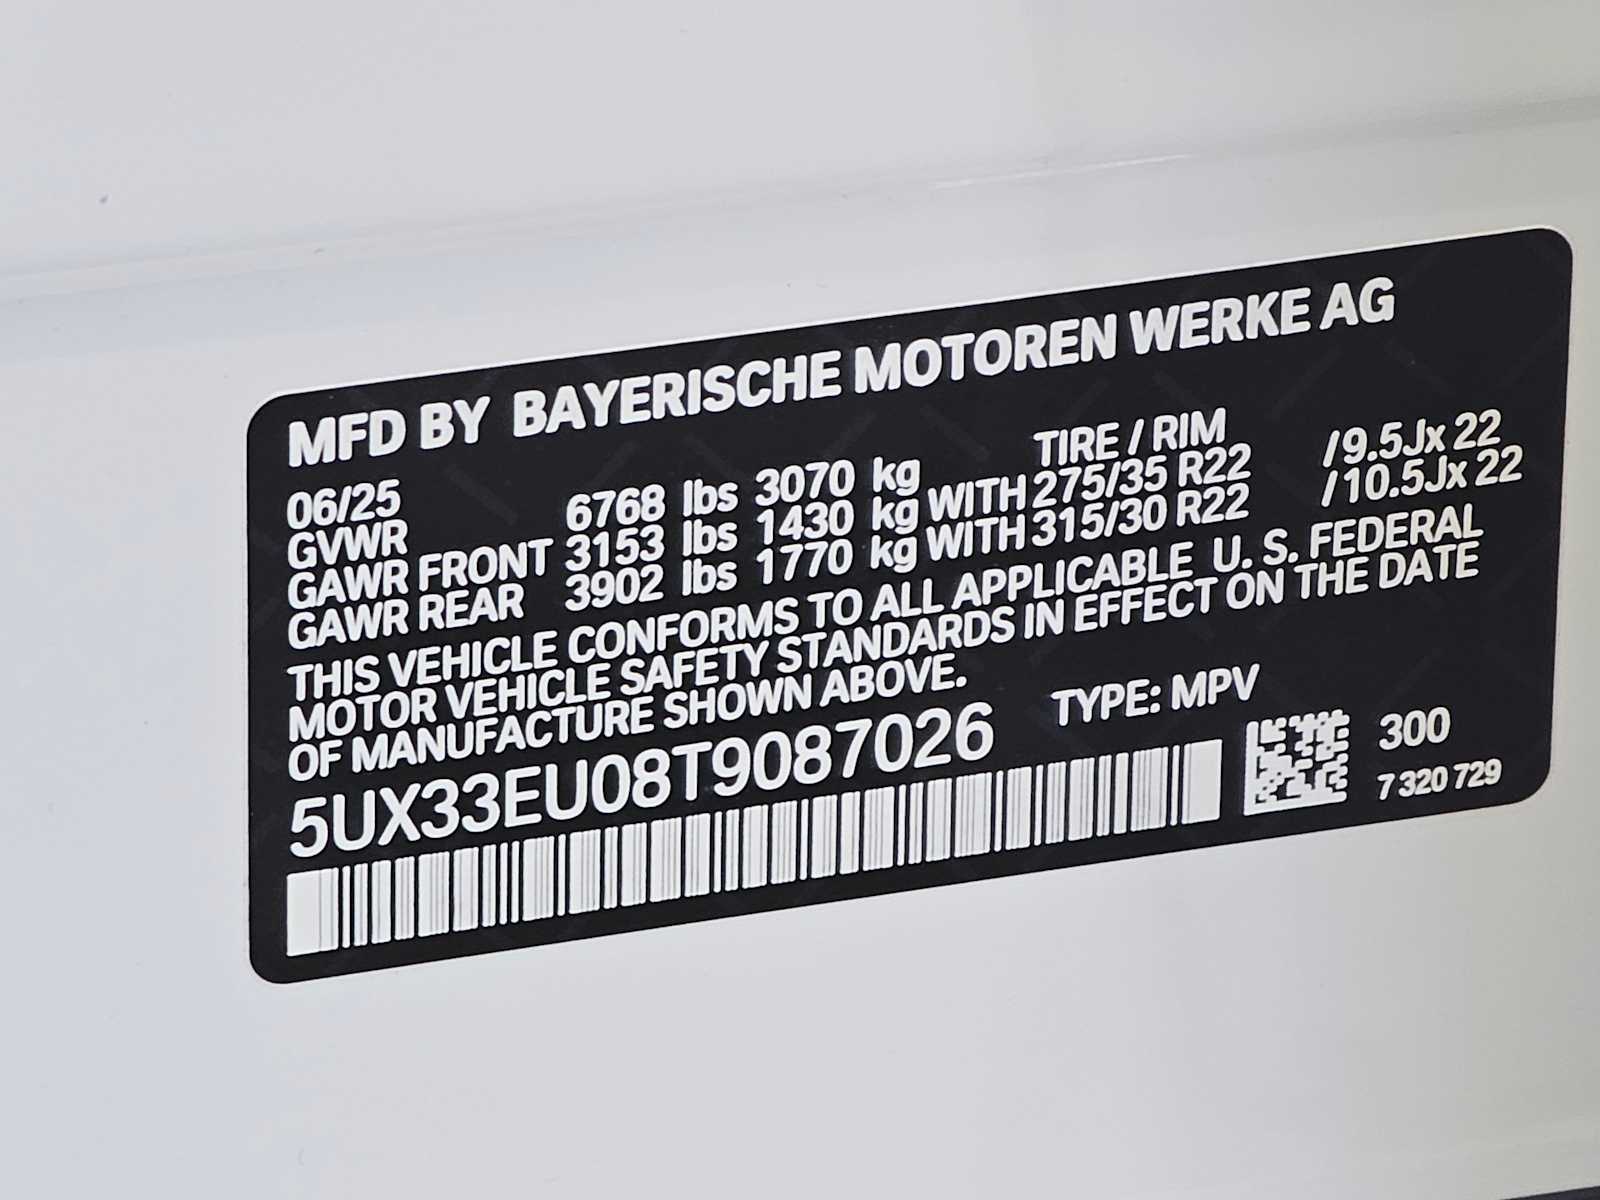 MFD BY BAYERISCHE MOTOREN WERKE AG
06/25 TIRE / RIM
GVWR 6768 lbs 3070 kg
GAWR FRONT 3153 lbs 1430 kg WITH 275/35 R22 /9.5Jx 22
GAWR REAR 3902 lbs 1770 kg WITH 315/30 R22 /10.5Jx 22
THIS VEHICLE CONFORMS TO ALL APPLICABLE U. S. FEDERAL
MOTOR VEHICLE SAFETY STANDARDS IN EFFECT ON THE DATE
OF MANUFACTURE SHOWN ABOVE.
5UX33EU08T9087026 TYPE: MPV
300
7 320 729